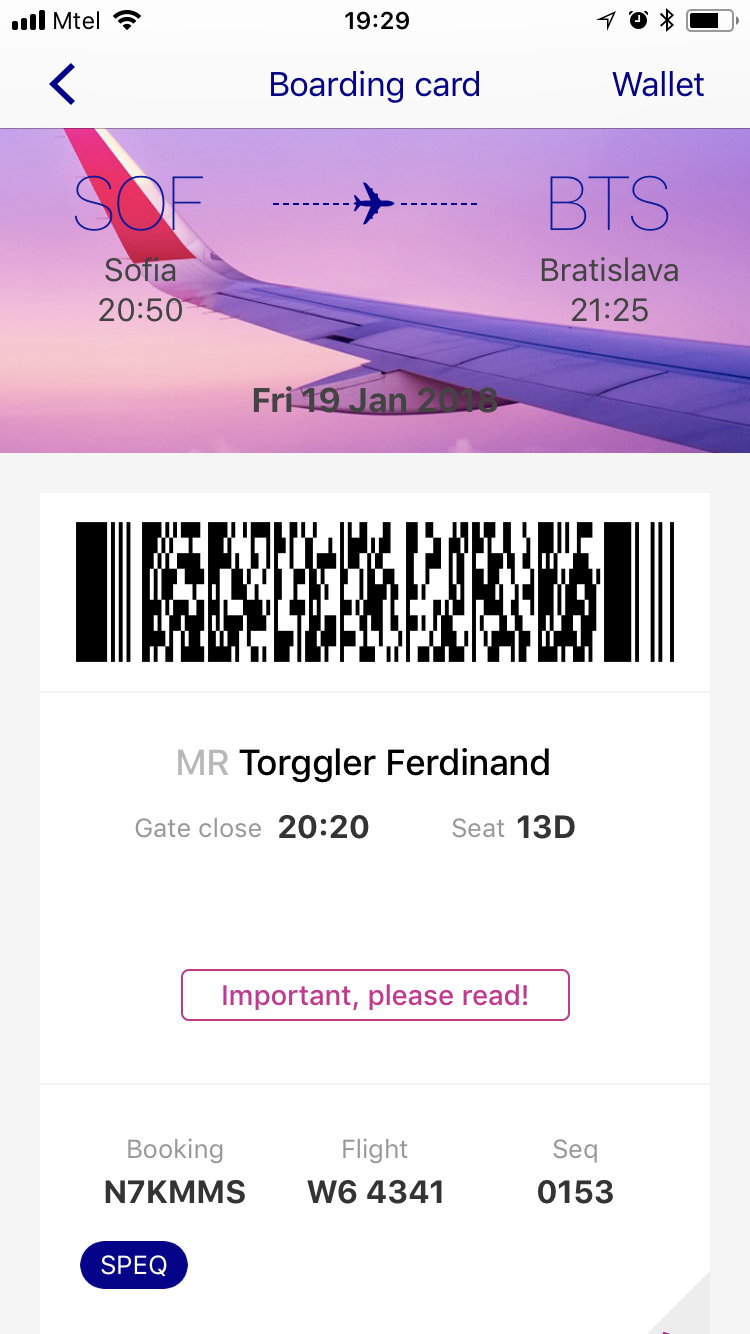 Mtel 19:29
Boarding card Wallet
SOF BTS
Sofia Bratislava
20:50 21:25
Fri 19 Jan 2018
MR Torggler Ferdinand
Gate close 20:20 Seat 13D
Important, please read!
Booking Flight Seq
N7KMMS W6 4341 0153
SPEQ